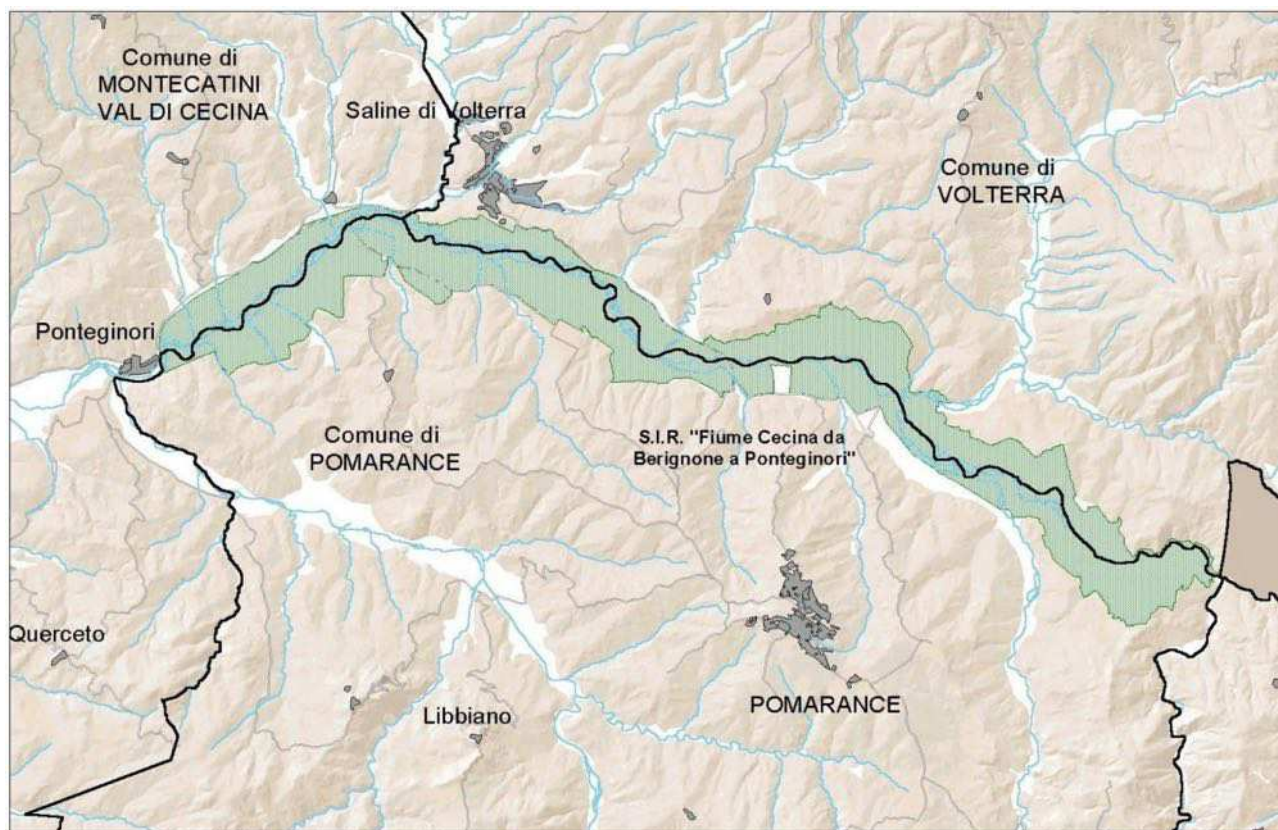 Comune di
MONTECATINI
VAL DI CECINA
Saline di Volterra
Comune di
VOLTERRA
Ponteginori
Comune di
POMARANCE
S.I.R. "Fiume Cecina da
Berignone a Ponteginori"
Querceto
Libbiano
POMARANCE